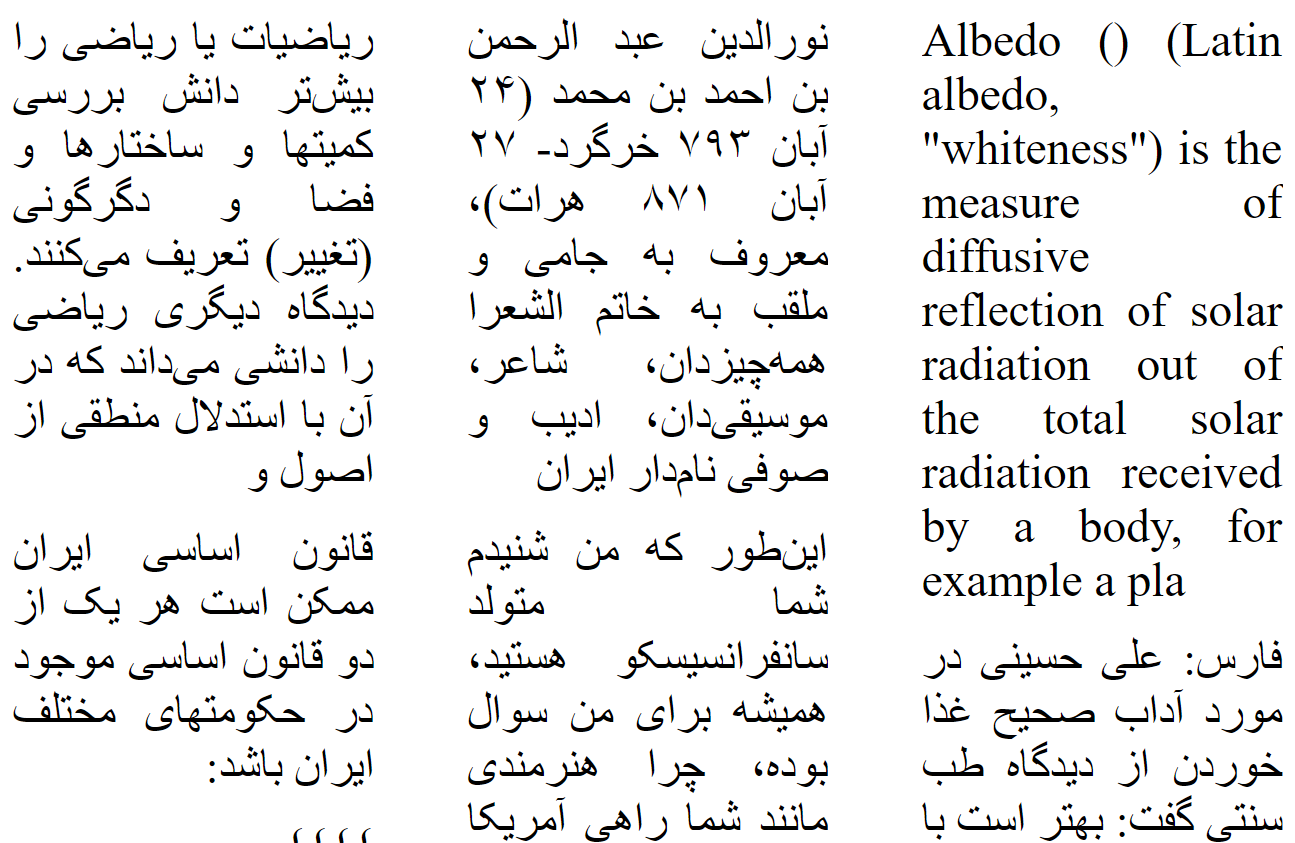 Albedo () (Latin
albedo,
"whiteness") is the
measure of
diffusive
reflection of solar
radiation out of
the total solar
radiation received
by a body, for
example a pla
فارس: علی حسینی در
مورد آداب صحیح غذا
خوردن از دیدگاه طب
سنتی گفت: بهتر است با
نورالدین عبد الرحمن
بن احمد بن محمد (۲۴
آبان ۷۹۳ خرگرد- ۲۷
آبان ۸۷۱ هرات)،
معروف به جامی و
ملقب به خاتم الشعرا
همه‌چیزدان، شاعر،
موسیقی‌دان، ادیب و
صوفی نام‌دار ایران
این‌طور که من شنیدم
شما متولد
سانفرانسیسکو هستید،
همیشه برای من سوال
بوده، چرا هنرمندی
مانند شما راهی آمریکا
ریاضیات یا ریاضی را
بیش‌تر دانش بررسی
کمیتها و ساختارها و
فضا و دگرگونی
(تغییر) تعریف می‌کنند.
دیدگاه دیگری ریاضی
را دانشی می‌داند که در
آن با استدلال منطقی از
اصول و
قانون اساسی ایران
ممکن است هر یک از
دو قانون اساسی موجود
در حکومتهای مختلف
ایران باشد: